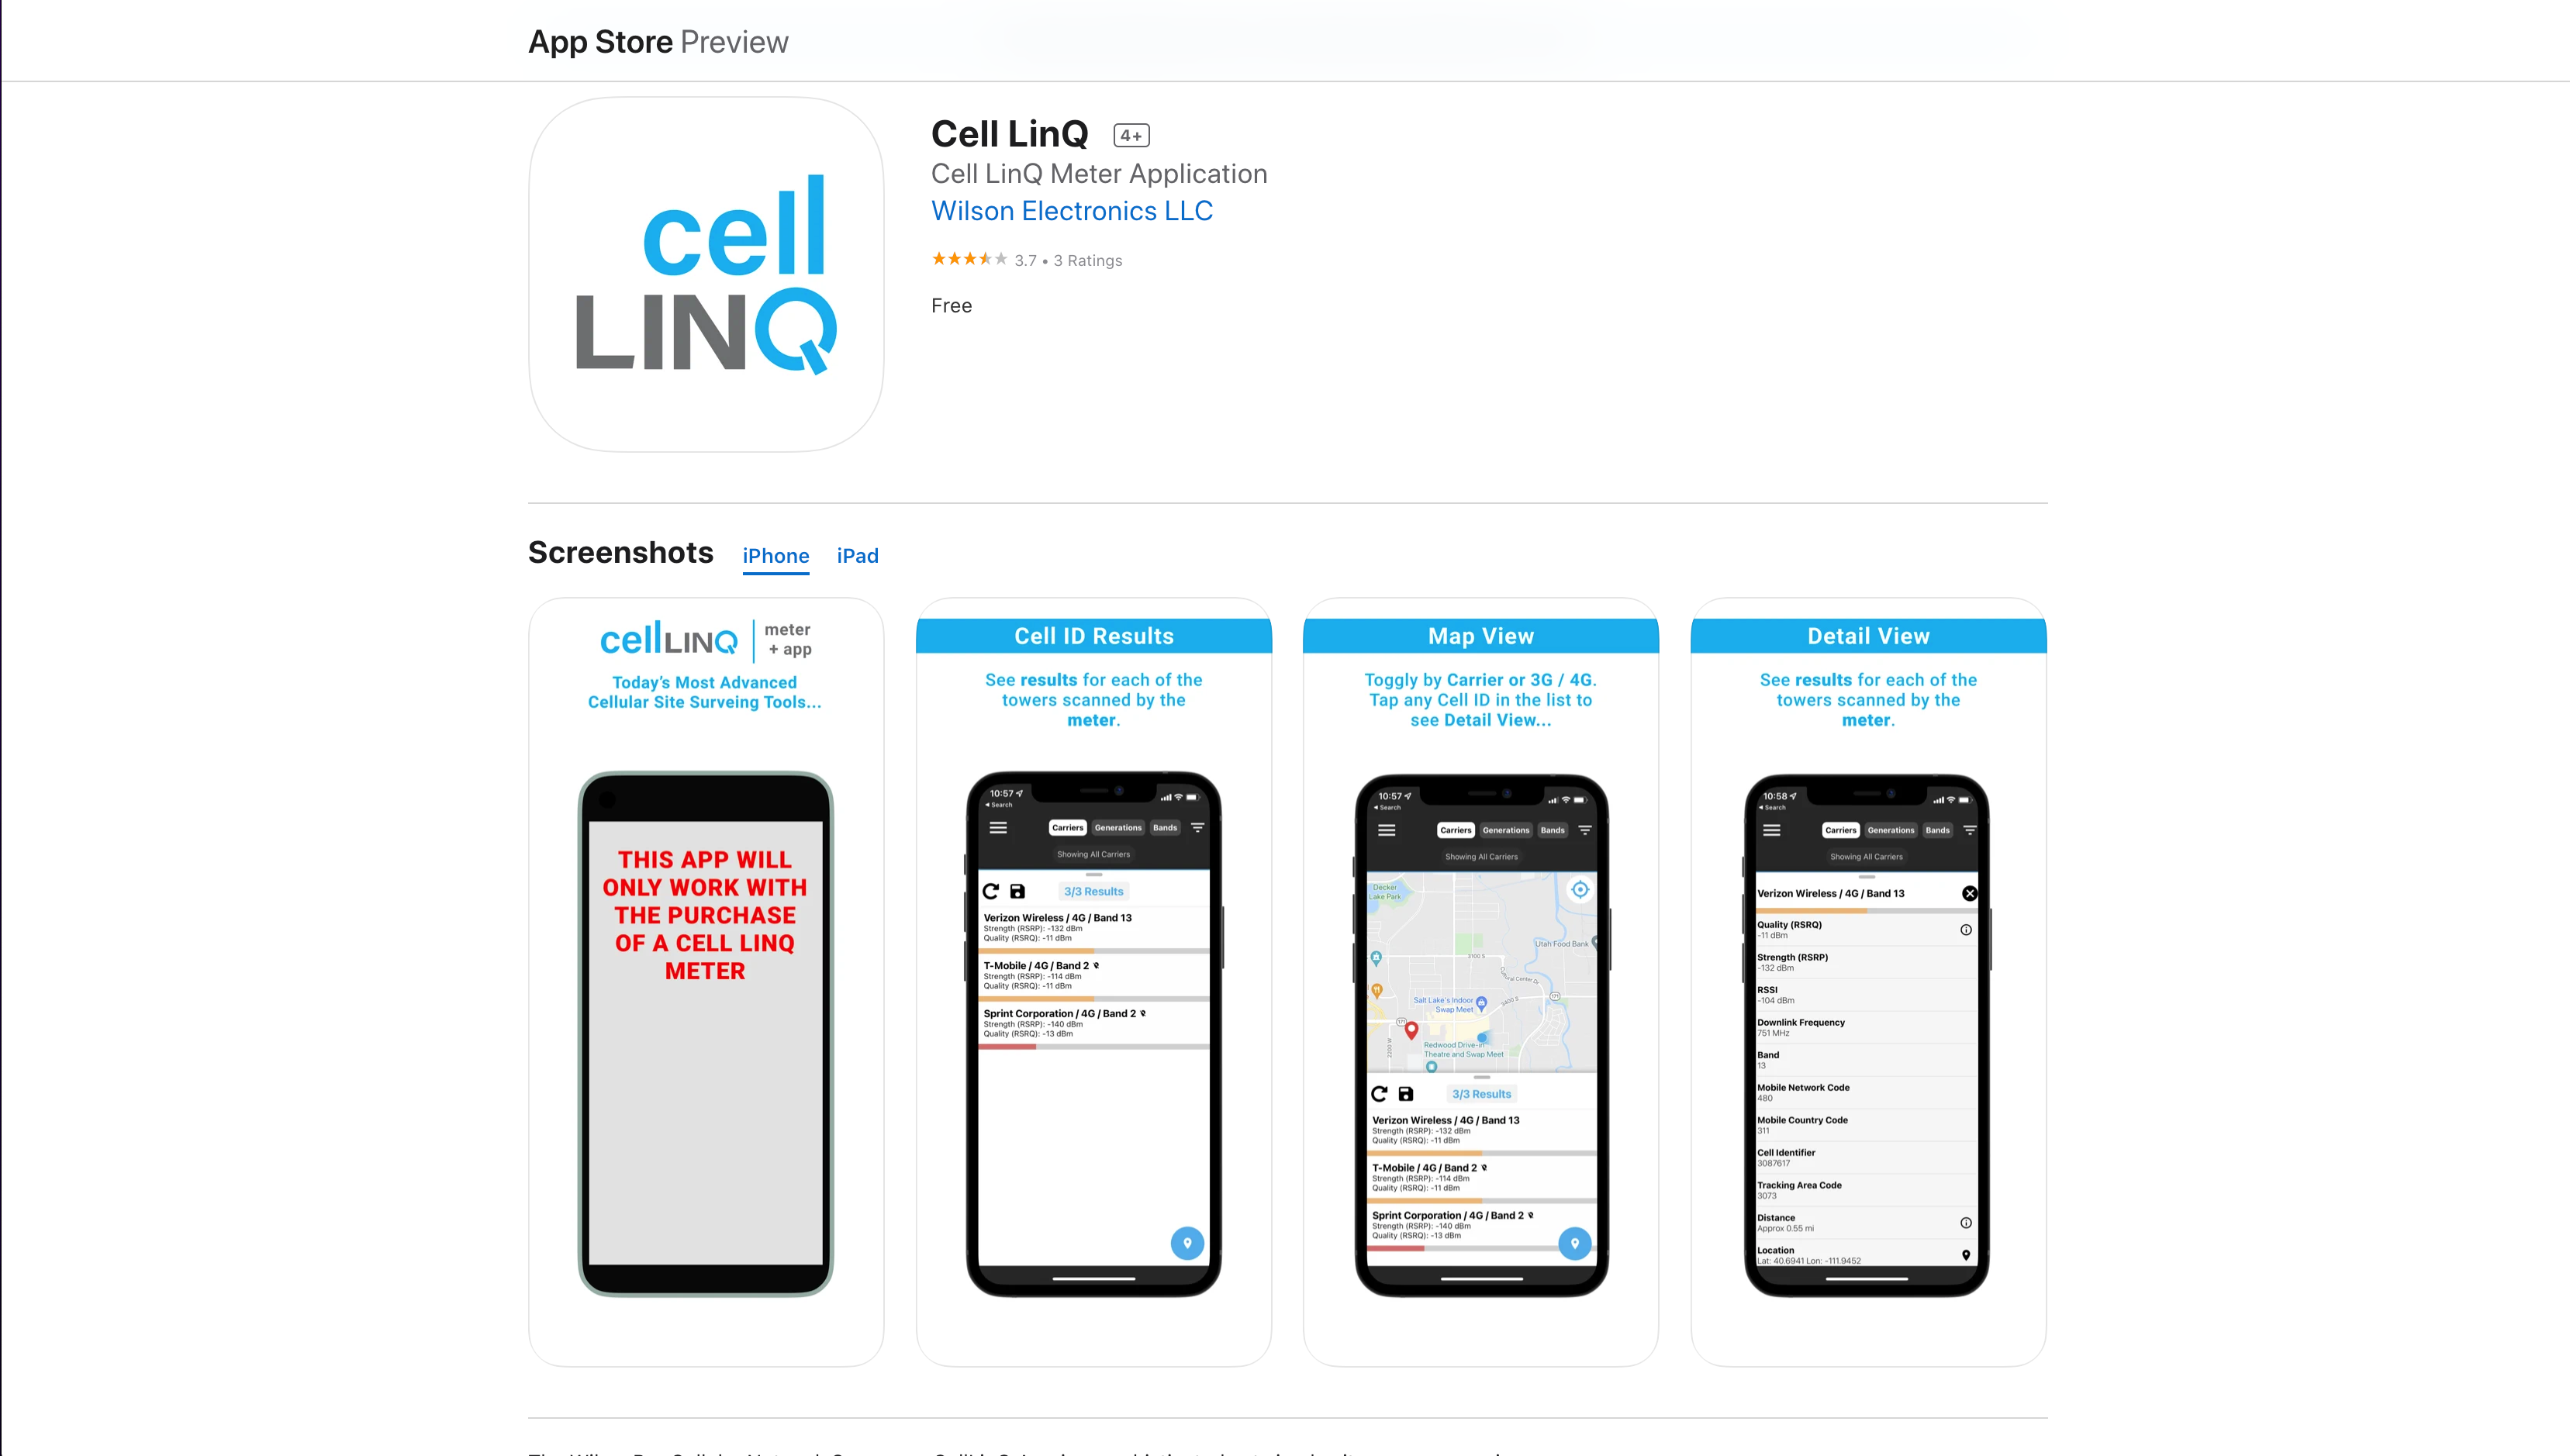 App Store Preview
cell
LINQ
Cell LinQ 4+
Cell LinQ Meter Application
Wilson Electronics LLC
3.7 • 3 Ratings
Free
Screenshots iPhone iPad
cell LINQ meter
+ app
Today's Most Advanced
Cellular Site Surveing Tools...
THIS APP WILL
ONLY WORK WITH
THE PURCHASE
OF A CELL LINQ
METER
Cell ID Results
See results for each of the
towers scanned by the
meter.
10:57
Search
Carriers Generations Bands
Showing All Carriers
3/3 Results
Verizon Wireless / 4G / Band 13
Strength (RSRP): -132 dBm
Quality (RSRQ): -11 dBm
T-Mobile / 4G / Band 2
Strength (RSRP): -114 dBm
Quality (RSRQ): -11 dBm
Sprint Corporation / 4G / Band 2
Strength (RSRP): -140 dBm
Quality (RSRQ): -13 dBm
Map View
Toggly by Carrier or 3G / 4G.
Tap any Cell ID in the list to
see Detail View...
10:57
Search
Carriers Generations Bands
Showing All Carriers
Decker
Lake Park
Utah Food Bank
2100 S
Cultural Center Dr
Salt Lake's Indoor
Swap Meet
2400 S
171
171
2200 W
Redwood Drive-in
Theatre and Swap Meet
3/3 Results
Verizon Wireless / 4G / Band 13
Strength (RSRP): -132 dBm
Quality (RSRQ): -11 dBm
T-Mobile / 4G / Band 2
Strength (RSRP): -114 dBm
Quality (RSRQ): -11 dBm
Sprint Corporation / 4G / Band 2
Strength (RSRP): -140 dBm
Quality (RSRQ): -13 dBm
Detail View
See results for each of the
towers scanned by the
meter.
10:58
Search
Carriers Generations Bands
Showing All Carriers
Verizon Wireless / 4G / Band 13
Quality (RSRQ)
-11 dBm
Strength (RSRP)
-132 dBm
RSSI
-104 dBm
Downlink Frequency
751 MHz
Band
13
Mobile Network Code
480
Mobile Country Code
311
Cell Identifier
3087617
Tracking Area Code
3073
Distance
Approx 0.55 mi
Location
Lat: 40.6941 Lon: -111.9452